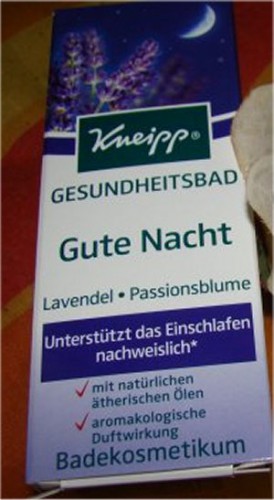 Kneipp®
GESUNDHEITSBAD
Gute Nacht
Lavendel • Passionsblume
Unterstützt das Einschlafen
nachweislich*
✓ mit natürlichen
ätherischen Ölen
✓ aromakologische
Duftwirkung
Badekosmetikum